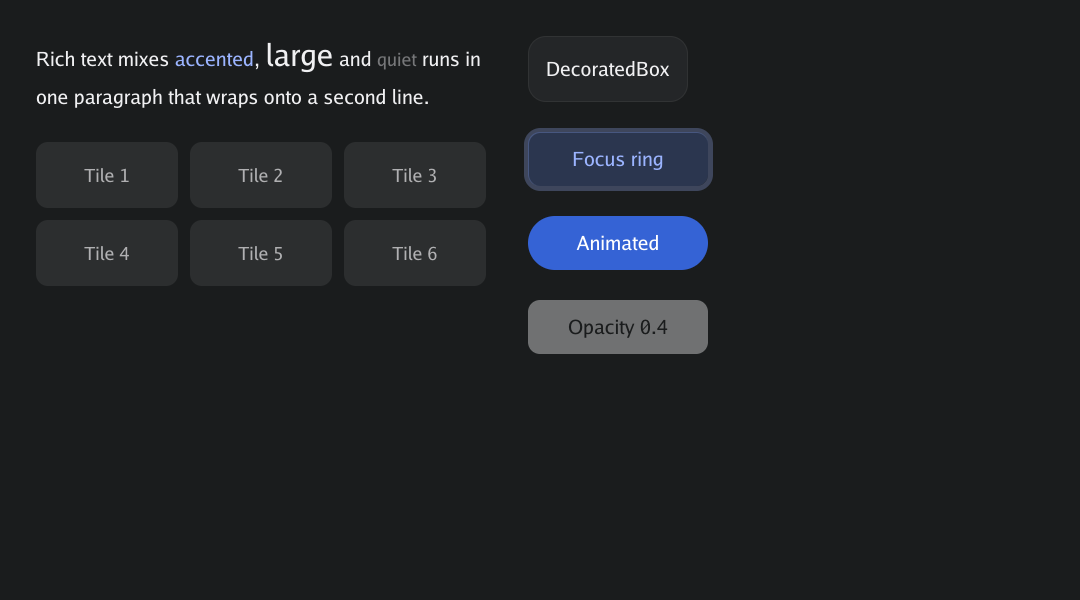 Rich text mixes accented, large and quiet runs in
one paragraph that wraps onto a second line.
Tile 1
Tile 2
Tile 3
Tile 4
Tile 5
Tile 6
DecoratedBox
Focus ring
Animated
Opacity 0.4